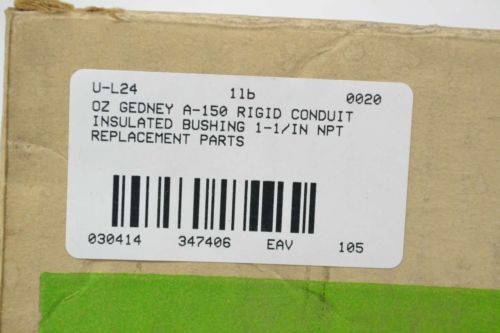 U-L24 1lb 0020
OZ GEDNEY A-150 RIGID CONDUIT
INSULATED BUSHING 1-1/IN NPT
REPLACEMENT PARTS
030414 347406 EAV 105